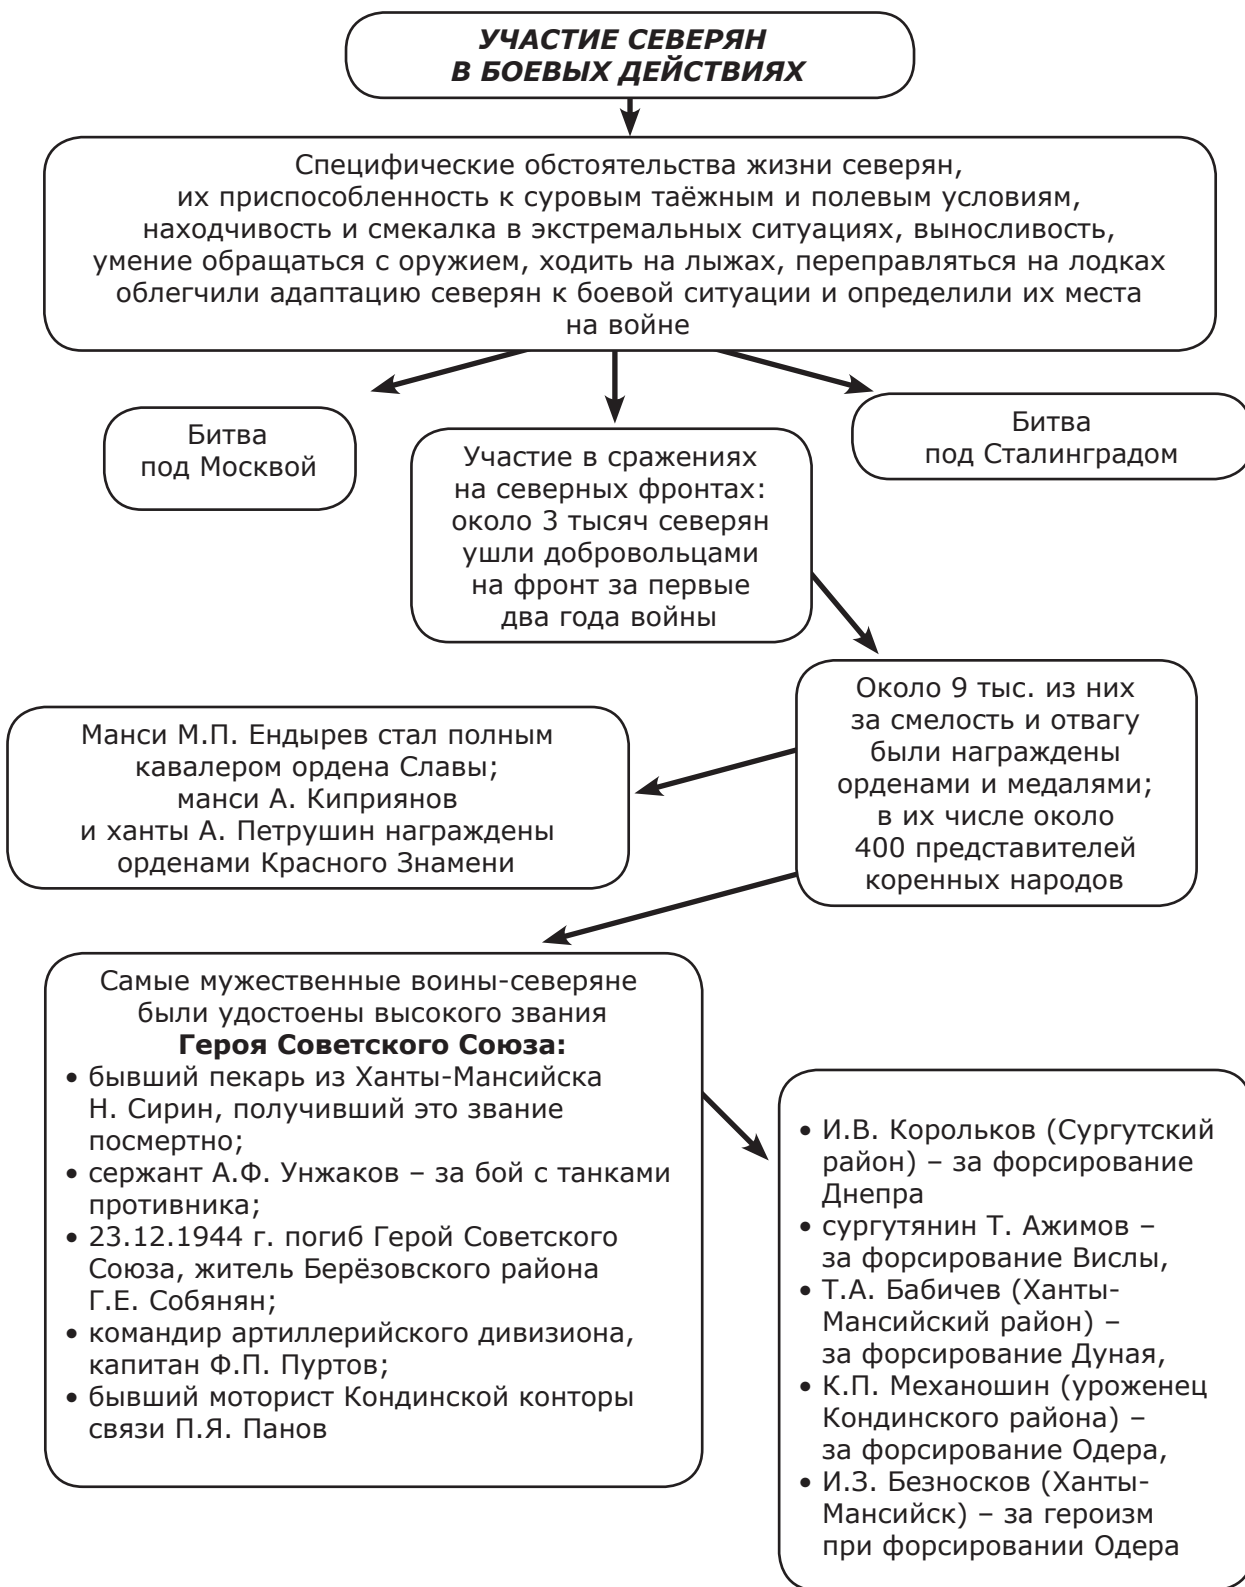 УЧАСТИЕ СЕВЕРЯН
В БОЕВЫХ ДЕЙСТВИЯХ
Специфические обстоятельства жизни северян,
их приспособленность к суровым таёжным и полевым условиям,
находчивость и смекалка в экстремальных ситуациях, выносливость,
умение обращаться с оружием, ходить на лыжах, переправляться на лодках
облегчили адаптацию северян к боевой ситуации и определили их места
на войне
Битва
под Москвой
Участие в сражениях
на северных фронтах:
около 3 тысяч северян
ушли добровольцами
на фронт за первые
два года войны
Битва
под Сталинградом
Около 9 тыс. из них
за смелость и отвагу
были награждены
орденами и медалями;
в их числе около
400 представителей
коренных народов
Манси М.П. Ендырев стал полным
кавалером ордена Славы;
манси А. Киприянов
и ханты А. Петрушин награждены
орденами Красного Знамени
Самые мужественные воины-северяне
были удостоены высокого звания
Героя Советского Союза:
• бывший пекарь из Ханты-Мансийска
Н. Сирин, получивший это звание
посмертно;
• сержант А.Ф. Унжаков – за бой с танками
противника;
• 23.12.1944 г. погиб Герой Советского
Союза, житель Берёзовского района
Г.Е. Собянян;
• командир артиллерийского дивизиона,
капитан Ф.П. Пуртов;
• бывший моторист Кондинской конторы
связи П.Я. Панов
• И.В. Корольков (Сургутский
район) – за форсирование
Днепра
• сургутянин Т. Ажимов –
за форсирование Вислы,
• Т.А. Бабичев (Ханты-
Мансийский район) –
за форсирование Дуная,
• К.П. Механошин (уроженец
Кондинского района) –
за форсирование Одера,
• И.З. Безносков (Ханты-
Мансийск) – за героизм
при форсировании Одера